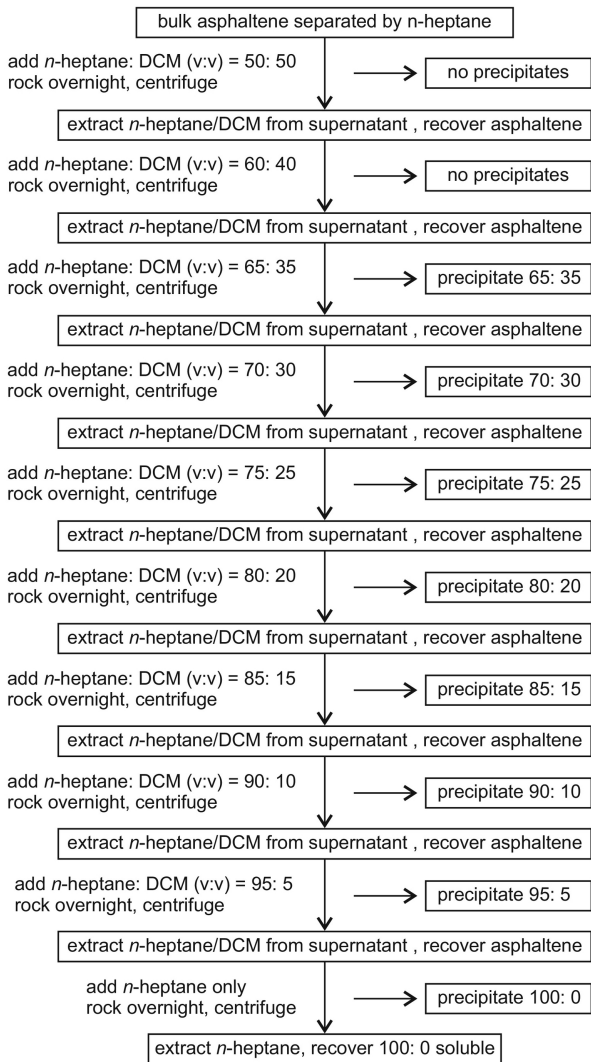 bulk asphaltene separated by n-heptane
add n-heptane: DCM (v:v) = 50: 50
rock overnight, centrifuge
no precipitates
extract n-heptane/DCM from supernatant , recover asphaltene
add n-heptane: DCM (v:v) = 60: 40
rock overnight, centrifuge
no precipitates
extract n-heptane/DCM from supernatant , recover asphaltene
add n-heptane: DCM (v:v) = 65: 35
rock overnight, centrifuge
precipitate 65: 35
extract n-heptane/DCM from supernatant , recover asphaltene
add n-heptane: DCM (v:v) = 70: 30
rock overnight, centrifuge
precipitate 70: 30
extract n-heptane/DCM from supernatant , recover asphaltene
add n-heptane: DCM (v:v) = 75: 25
rock overnight, centrifuge
precipitate 75: 25
extract n-heptane/DCM from supernatant , recover asphaltene
add n-heptane: DCM (v:v) = 80: 20
rock overnight, centrifuge
precipitate 80: 20
extract n-heptane/DCM from supernatant , recover asphaltene
add n-heptane: DCM (v:v) = 85: 15
rock overnight, centrifuge
precipitate 85: 15
extract n-heptane/DCM from supernatant , recover asphaltene
add n-heptane: DCM (v:v) = 90: 10
rock overnight, centrifuge
precipitate 90: 10
extract n-heptane/DCM from supernatant , recover asphaltene
add n-heptane: DCM (v:v) = 95: 5
rock overnight, centrifuge
precipitate 95: 5
extract n-heptane/DCM from supernatant , recover asphaltene
add n-heptane only
rock overnight, centrifuge
precipitate 100: 0
extract n-heptane, recover 100: 0 soluble